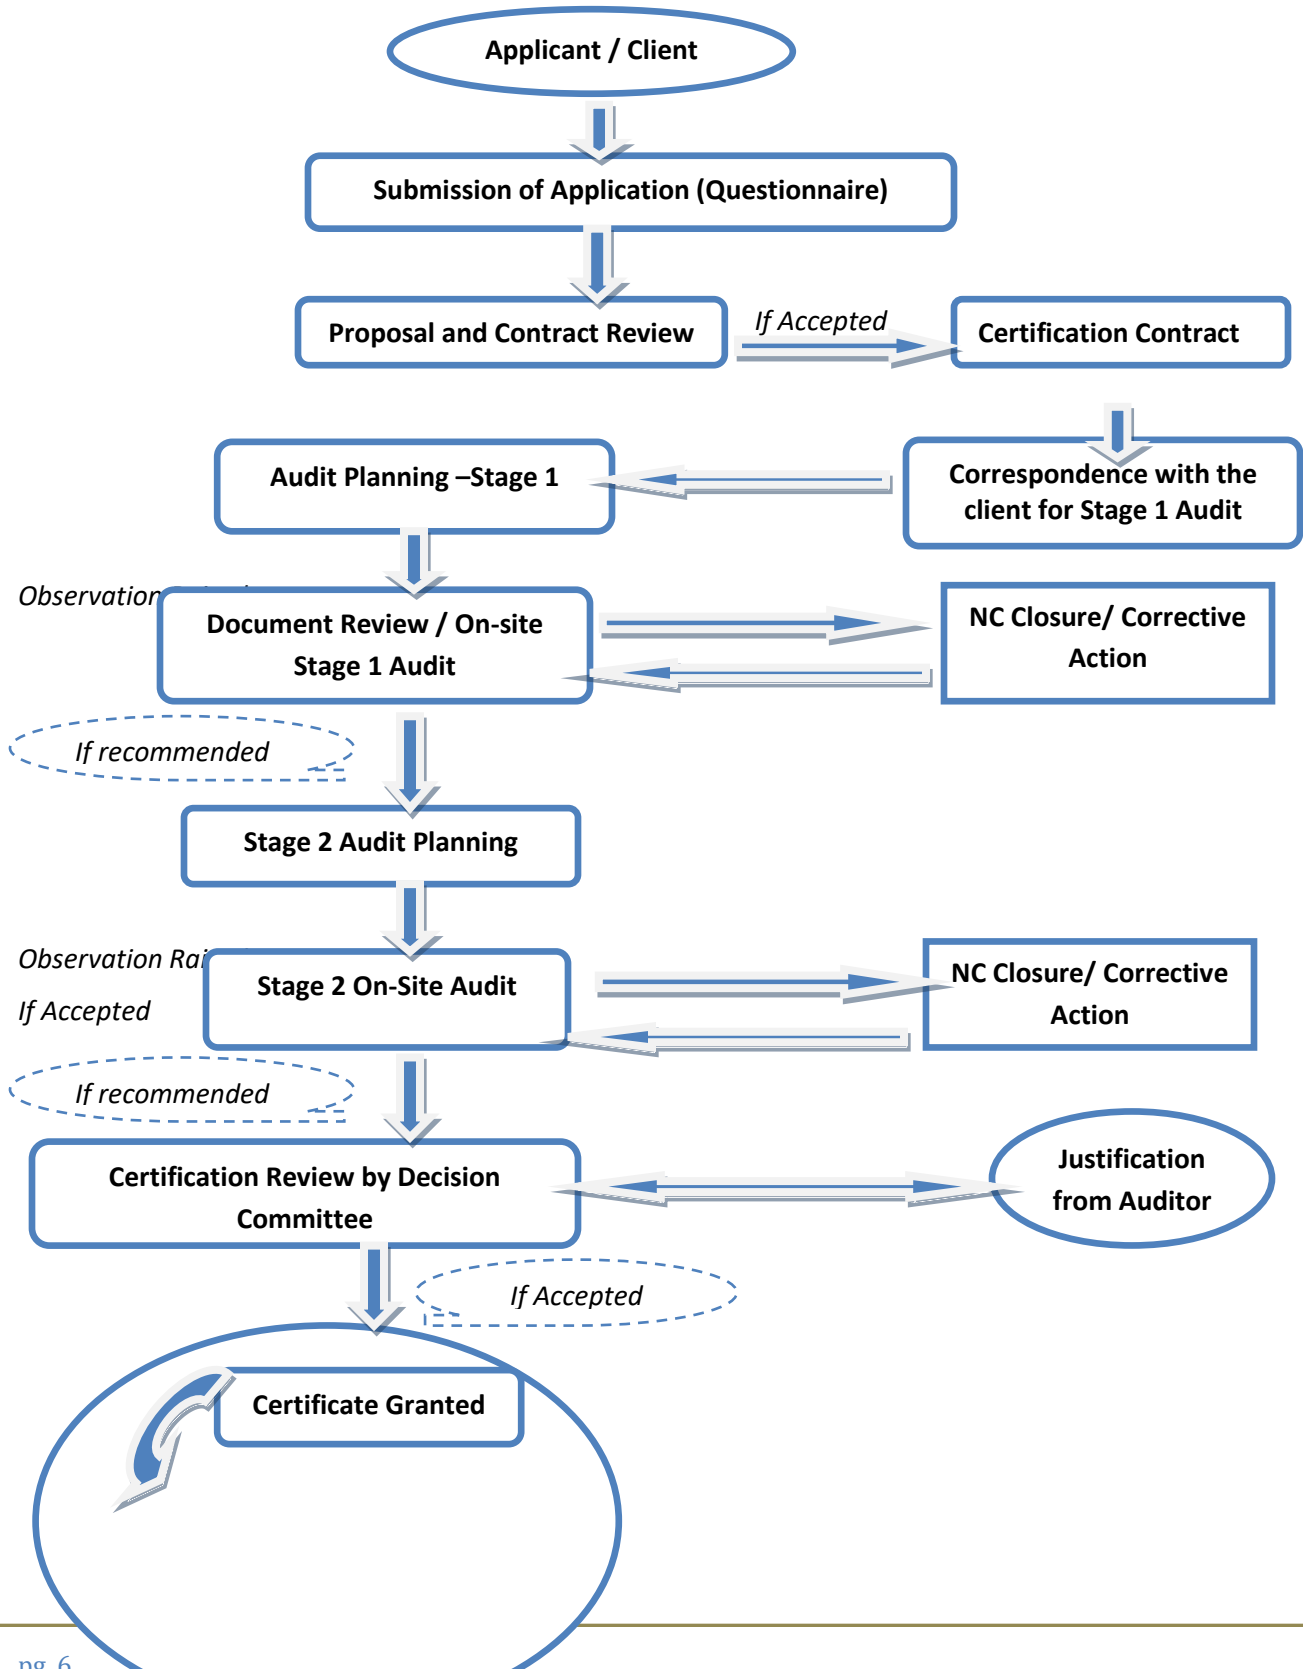 Applicant / Client
Submission of Application (Questionnaire)
Proposal and Contract Review
If Accepted
Certification Contract
Audit Planning –Stage 1
Correspondence with the
client for Stage 1 Audit
Observation
Document Review / On-site
Stage 1 Audit
NC Closure/ Corrective
Action
If recommended
Stage 2 Audit Planning
Observation
If Accepted
Stage 2 On-Site Audit
NC Closure/ Corrective
Action
If recommended
Certification Review by Decision
Committee
Justification
from Auditor
If Accepted
Certificate Granted
pg. 6